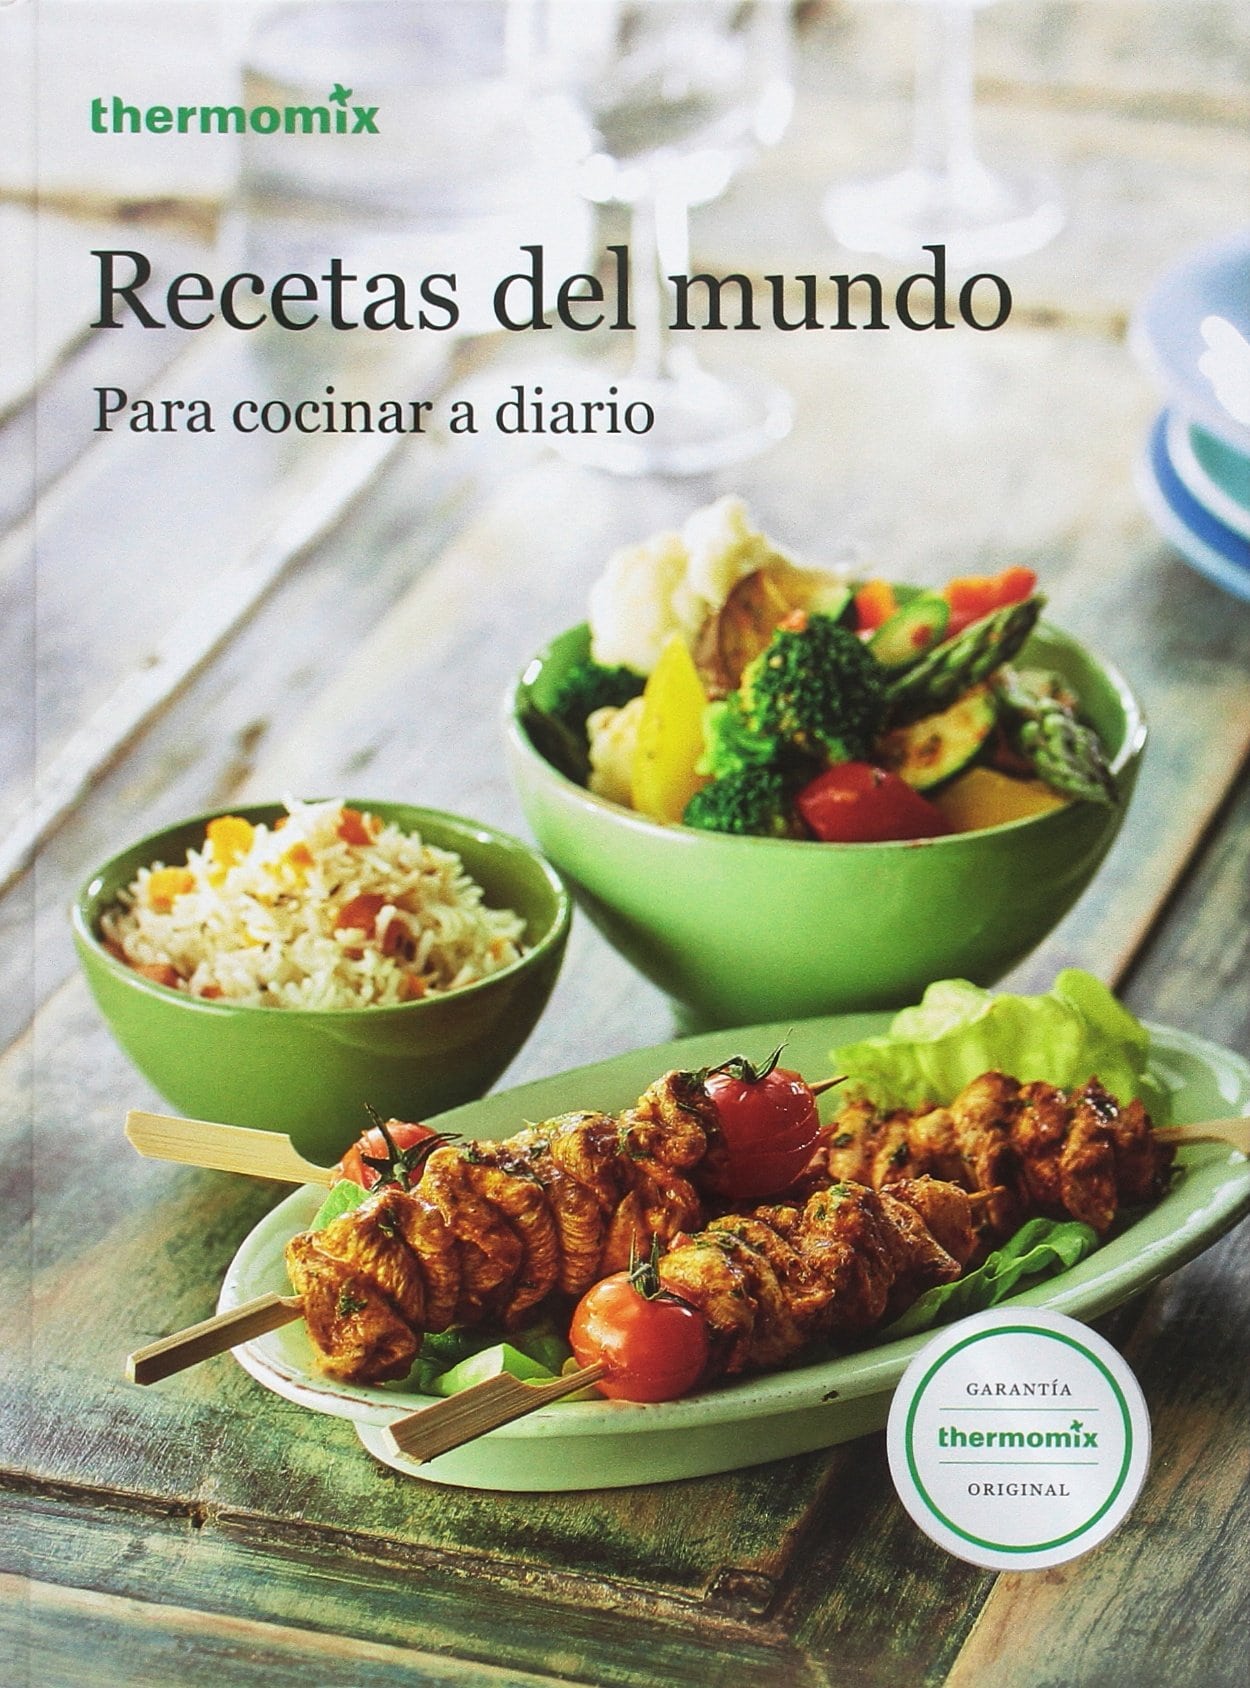 thermomix
Recetas del mundo
Para cocinar a diario
GARANTÍA
thermomix
ORIGINAL